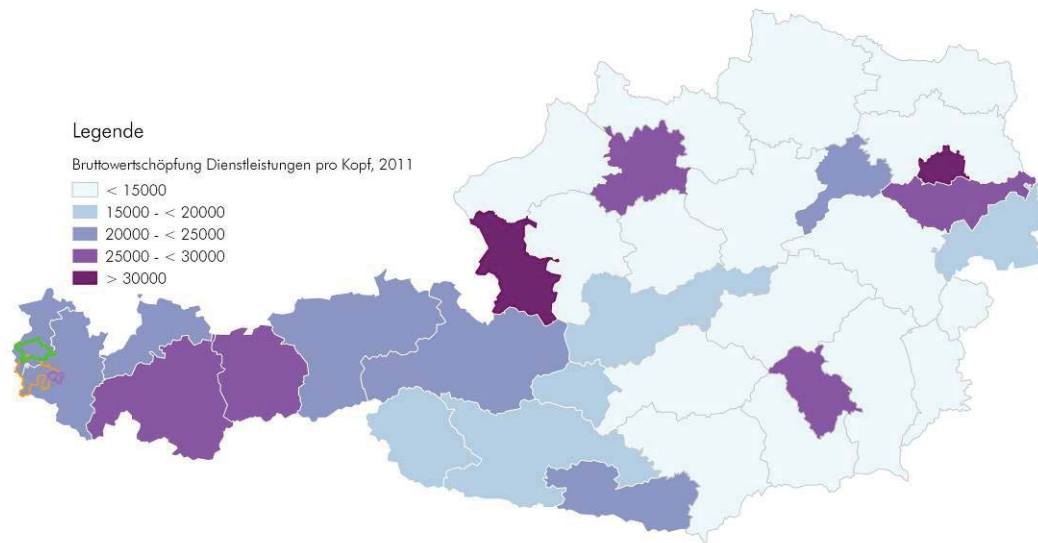 Legende
Bruttowertschöpfung Dienstleistungen pro Kopf, 2011
< 15000
15000 - < 20000
20000 - < 25000
25000 - < 30000
> 30000